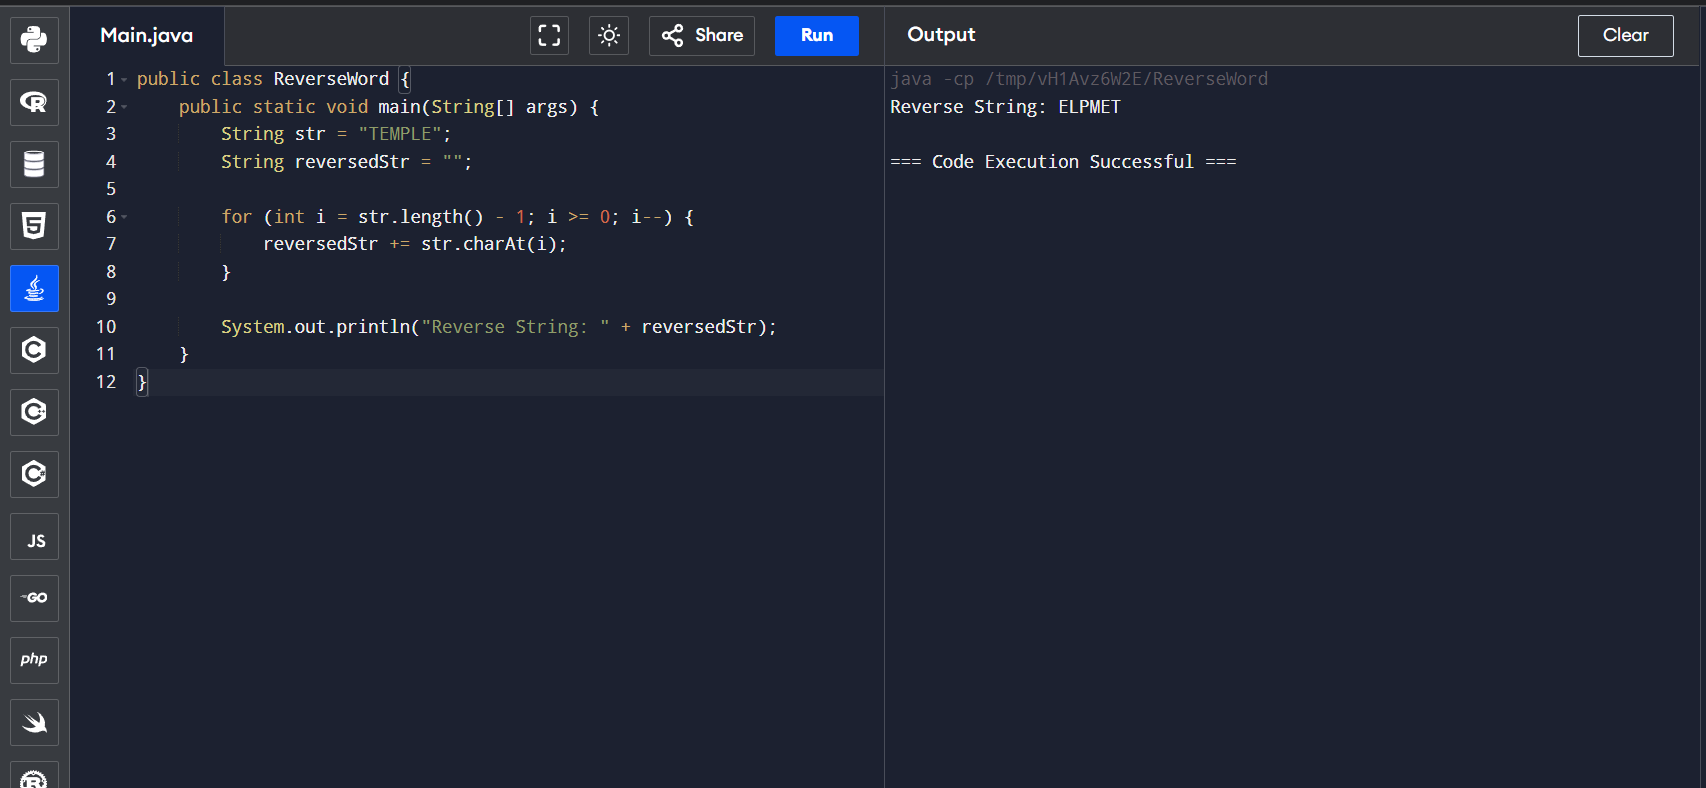 Main.java
Share
Run
Output
Clear
1 public class ReverseWord {
2     public static void main(String[] args) {
3         String str = "TEMPLE";
4         String reversedStr = "";
5
6         for (int i = str.length() - 1; i >= 0; i--) {
7             reversedStr += str.charAt(i);
8         }
9
10         System.out.println("Reverse String: " + reversedStr);
11     }
12 }
java -cp /tmp/vH1Avz6W2E/ReverseWord
Reverse String: ELPMET
=== Code Execution Successful ===
R
5
C
C++
C#
JS
GO
php
R